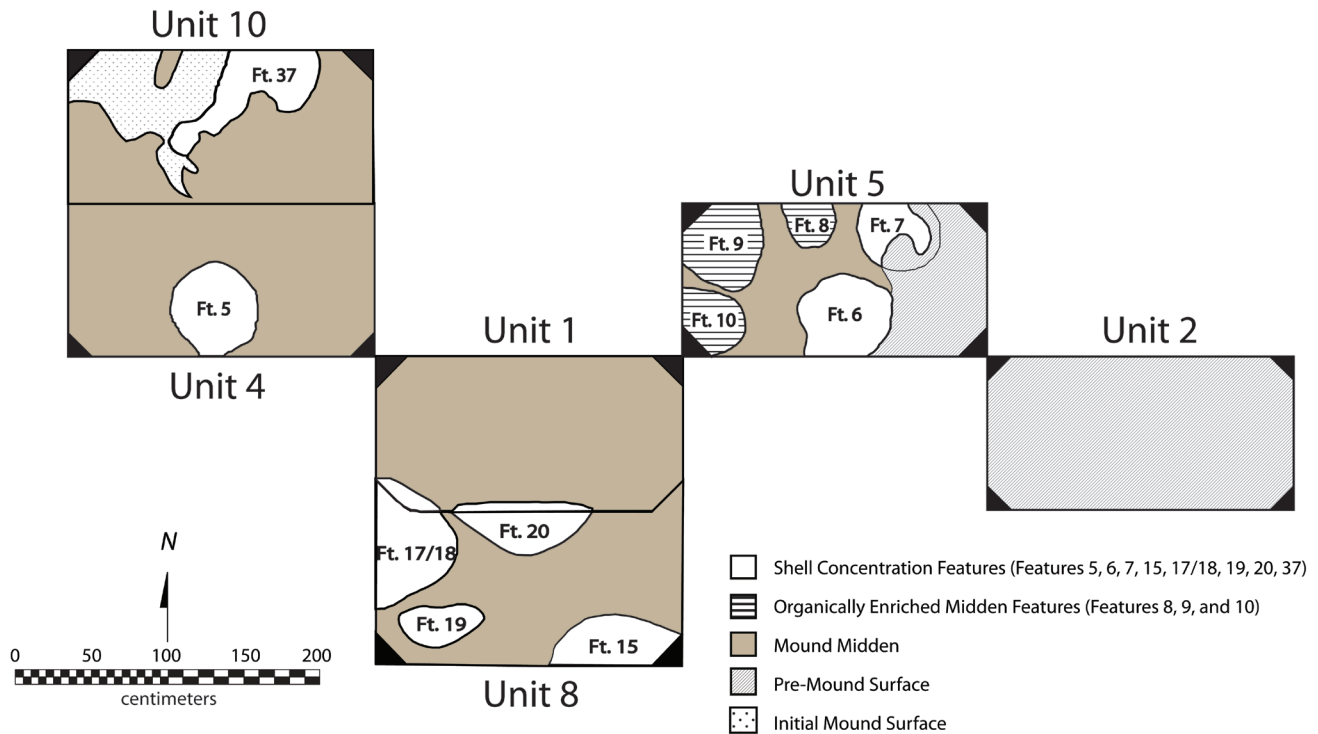 Unit 10
Ft. 37
Unit 5
Ft. 9
Ft. 8
Ft. 7
Ft. 5
Ft. 10
Ft. 6
Unit 4
Unit 1
Unit 2
Ft. 17/18
Ft. 20
Ft. 19
Ft. 15
Unit 8
N
0 50 100 150 200
centimeters
Shell Concentration Features (Features 5, 6, 7, 15, 17/18, 19, 20, 37)
Organically Enriched Midden Features (Features 8, 9, and 10)
Mound Midden
Pre-Mound Surface
Initial Mound Surface